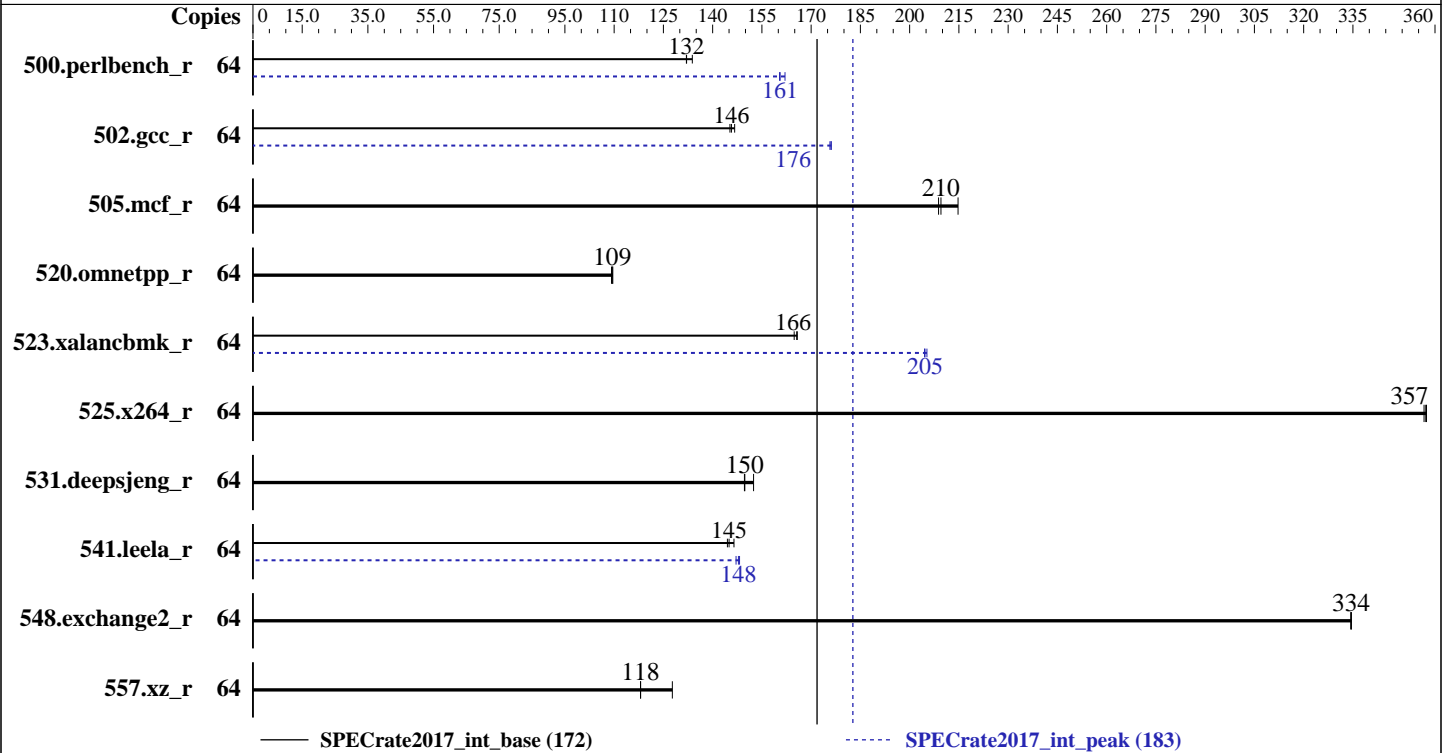 Copies 0 15.0 35.0 55.0 75.0 95.0 110 125 140 155 170 185 200 215 230 245 260 275 290 305 320 335 360
132
500.perlbench_r 64
161
146
502.gcc_r 64
176
210
505.mcf_r 64
109
520.omnetpp_r 64
166
523.xalancbmk_r 64
205
357
525.x264_r 64
150
531.deepsjeng_r 64
145
541.leela_r 64
148
334
548.exchange2_r 64
118
557.xz_r 64
SPECrate2017_int_base (172) SPECrate2017_int_peak (183)